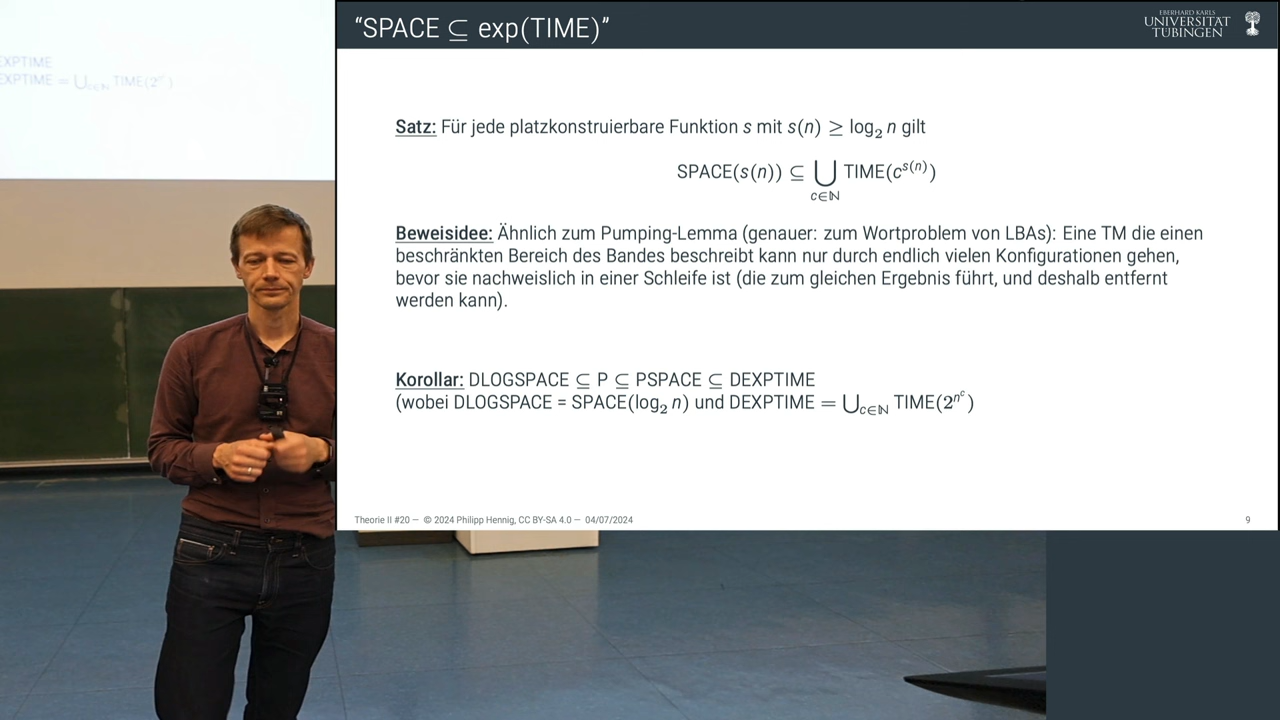 “SPACE ⊆ exp(TIME)”
EBERHARD KARLS
UNIVERSITÄT
TÜBINGEN
EXPTIME
EXPTIME = ⋃c∈ℕ TIME(2^{n^c})
Satz: Für jede platzkonstruierbare Funktion s mit s(n) ≥ log₂ n gilt
SPACE(s(n)) ⊆ ⋃ TIME(c^{s(n)})
c∈ℕ
Beweisidee: Ähnlich zum Pumping-Lemma (genauer: zum Wortproblem von LBAs): Eine TM die einen
beschränkten Bereich des Bandes beschreibt kann nur durch endlich vielen Konfigurationen gehen,
bevor sie nachweislich in einer Schleife ist (die zum gleichen Ergebnis führt, und deshalb entfernt
werden kann).
Korollar: DLOGSPACE ⊆ P ⊆ PSPACE ⊆ DEXPTIME
(wobei DLOGSPACE = SPACE(log₂ n) und DEXPTIME = ⋃c∈ℕ TIME(2^{n^c})
Theorie II #20 — © 2024 Philipp Hennig, CC BY-SA 4.0 — 04/07/2024
9